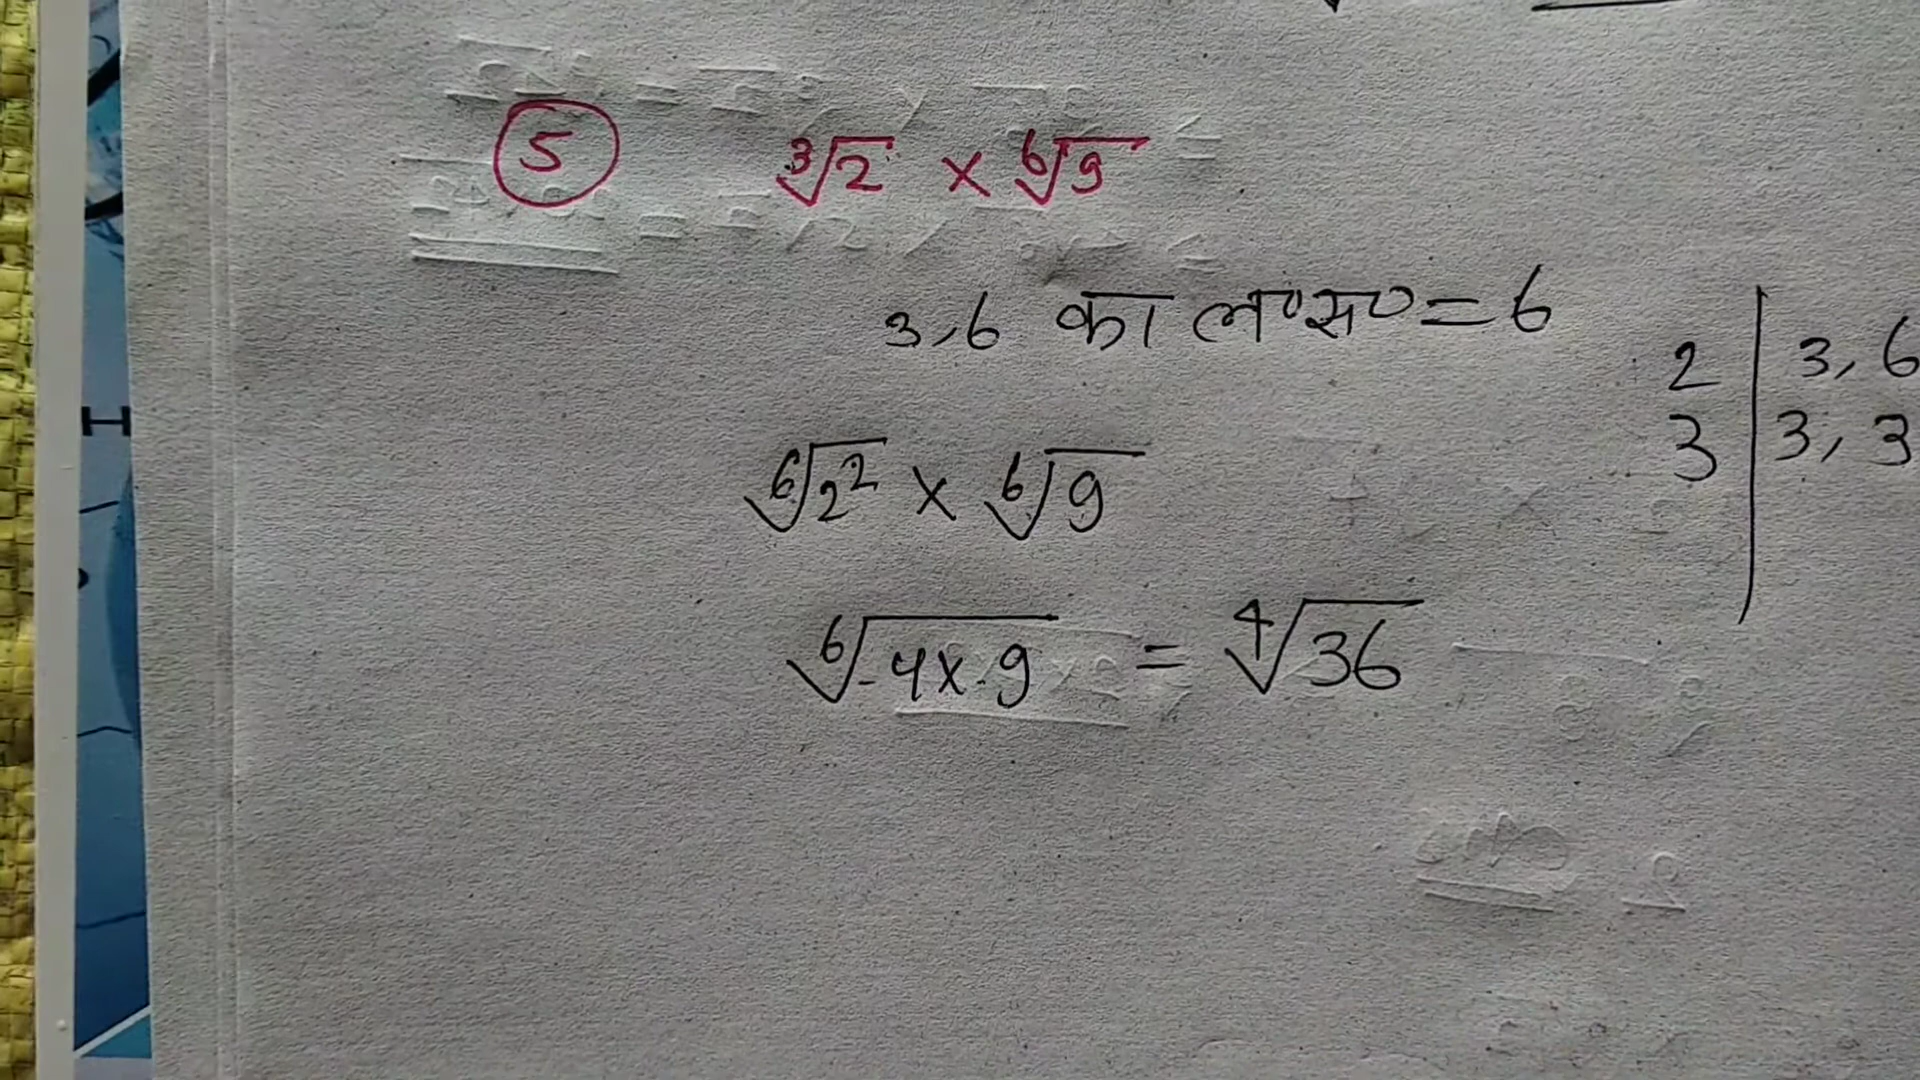 5 ∛2 × ⁶√9
3,6 का ल०स० = 6
2 | 3, 6
3 | 3, 3
⁶√2² × ⁶√9
⁶√4×9 = ⁴√36
H